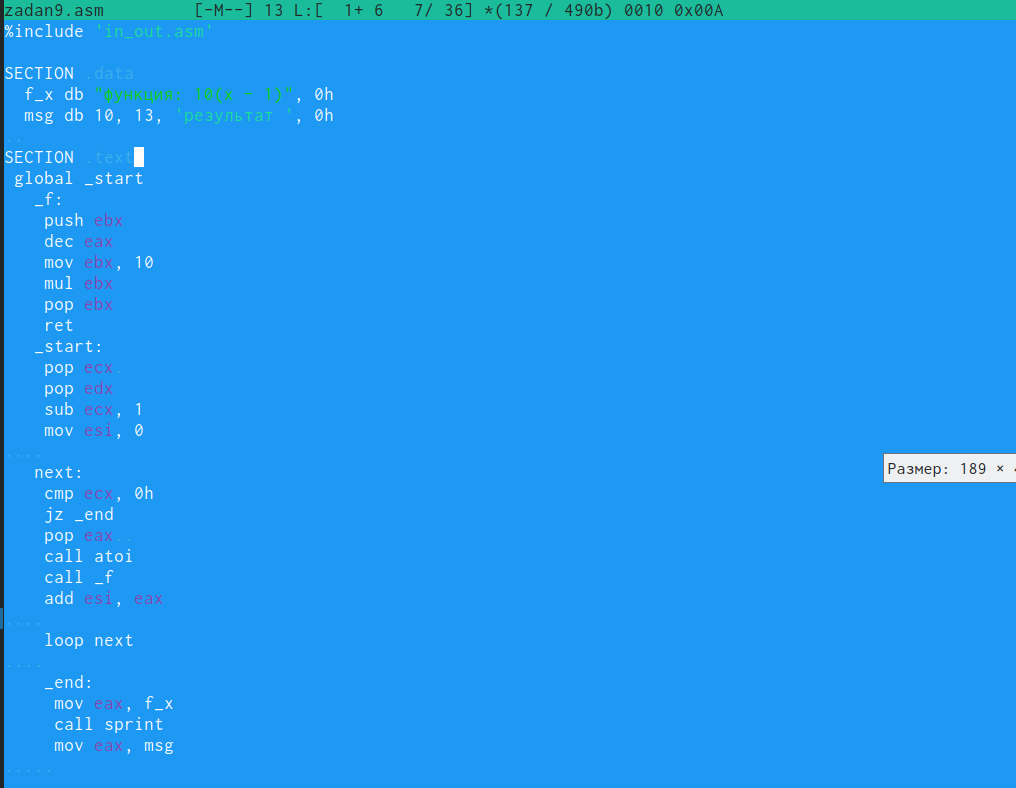 zadan9.asm [-M--] 13 L:[ 1+ 6 7/ 36] *(137 / 490b) 0010 0x00A
%include 'in_out.asm'
SECTION .data
f_x db "функция: 10(x - 1)", 0h
msg db 10, 13, 'результат ', 0h
..
SECTION .text
global _start
_f:
push ebx
dec eax
mov ebx, 10
mul ebx
pop ebx
ret
_start:
pop ecx.
pop edx
sub ecx, 1
mov esi, 0
....
next:
cmp ecx, 0h
jz _end
pop eax..
call atoi
call _f
add esi, eax
....
loop next
....
_end:
mov eax, f_x
call sprint
mov eax, msg
.....
Размер: 189 ×